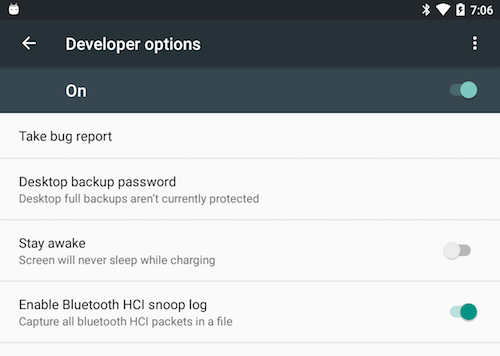 7:06
Developer options
On
Take bug report
Desktop backup password
Desktop full backups aren't currently protected
Stay awake
Screen will never sleep while charging
Enable Bluetooth HCI snoop log
Capture all bluetooth HCI packets in a file